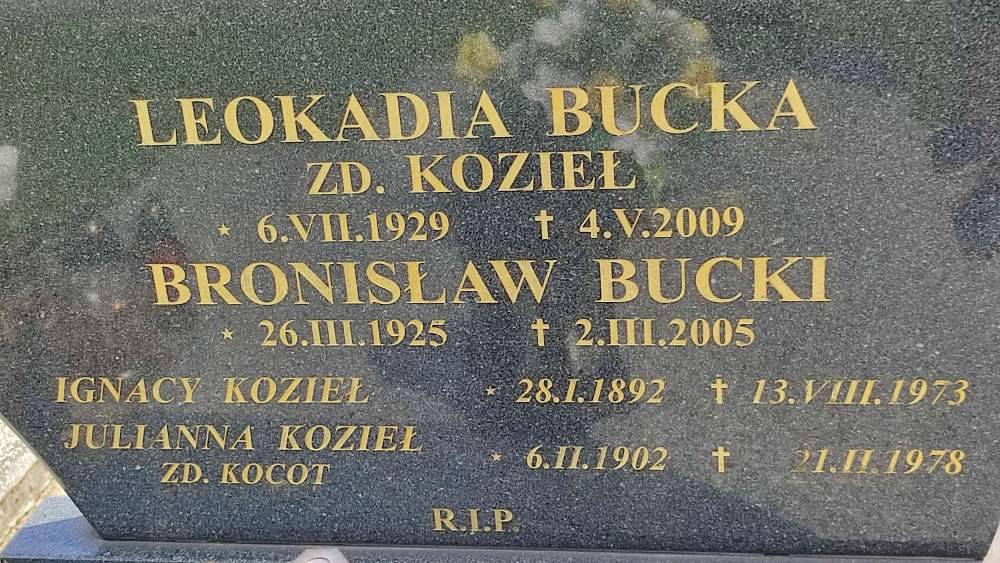 LEOKADIA BUCKA
ZD. KOZIEŁ
* 6.VII.1929 † 4.V.2009
BRONISŁAW BUCKI
* 26.III.1925 † 2.III.2005
IGNACY KOZIEŁ * 28.I.1892 † 13.VIII.1973
JULIANNA KOZIEŁ * 6.II.1902 † 21.II.1978
ZD. KOCOT
R.I.P.